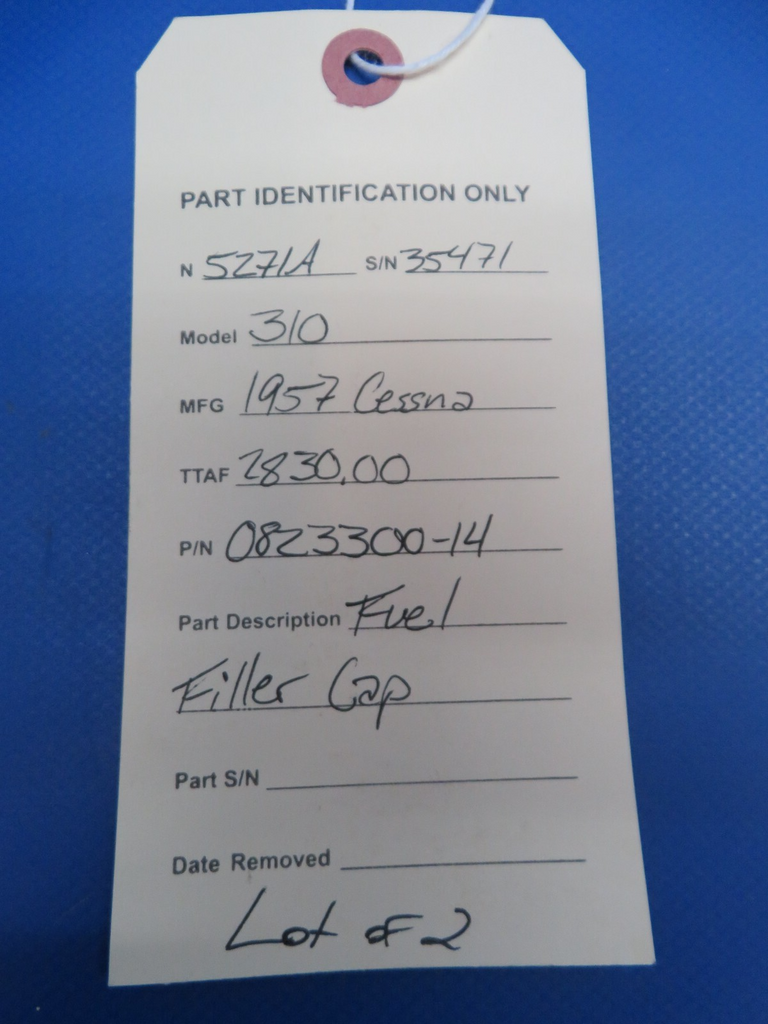 PART IDENTIFICATION ONLY
N 5271A S/N 35471
Model 310
MFG 1957 Cessna
TTAF 2830.00
P/N 0823300-14
Part Description Fuel
Filler Cap
Part S/N
Date Removed
Lot of 2